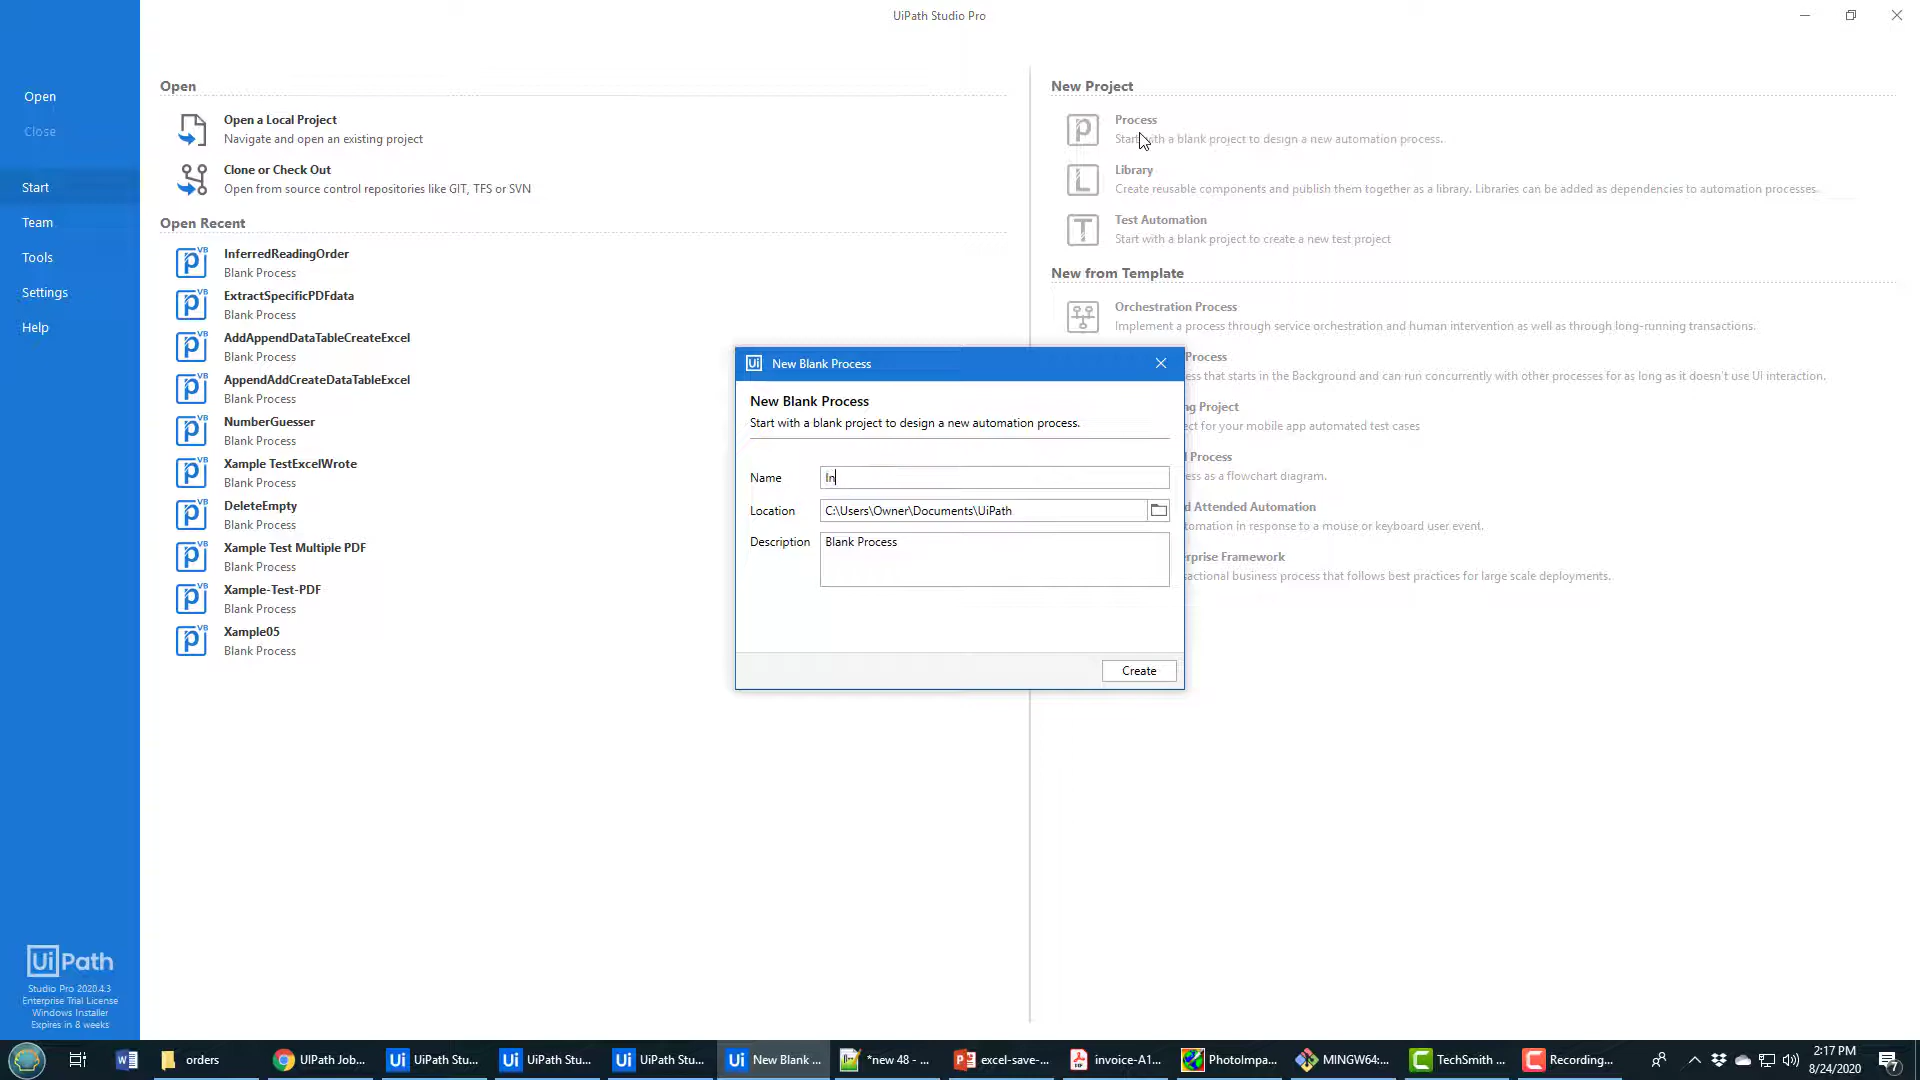 UiPath Studio Pro
Open
Close
Start
Team
Tools
Settings
Help
Open
Open a Local Project
Navigate and open an existing project
Clone or Check Out
Open from source control repositories like GIT, TFS or SVN
Open Recent
InferredReadingOrder
Blank Process
ExtractSpecificPDFdata
Blank Process
AddAppendDataTableCreateExcel
Blank Process
AppendAddCreateDataTableExcel
Blank Process
NumberGuesser
Blank Process
Xample TestExcelWrote
Blank Process
DeleteEmpty
Blank Process
Xample Test Multiple PDF
Blank Process
Xample-Test-PDF
Blank Process
Xample05
Blank Process
New Project
Process
Start with a blank project to design a new automation process.
Library
Create reusable components and publish them together as a library. Libraries can be added as dependencies to automation processes.
Test Automation
Start with a blank project to create a new test project
New from Template
Orchestration Process
Implement a process through service orchestration and human intervention as well as through long-running transactions.
Process
ess that starts in the Background and can run concurrently with other processes for as long as it doesn't use UI interaction.
ng Project
ect for your mobile app automated test cases
l Process
ess as a flowchart diagram.
d Attended Automation
tomation in response to a mouse or keyboard user event.
rprise Framework
sactional business process that follows best practices for large scale deployments.
Ui New Blank Process
New Blank Process
Start with a blank project to design a new automation process.
Name In
Location C:\Users\Owner\Documents\UiPath
Description Blank Process
Create
UiPath
Studio Pro 2020.4.3
Enterprise Trial License
Windows Installer
Expires in 8 weeks
orders
UIPath Job...
UiPath Stu...
UiPath Stu...
UiPath Stu...
New Blank ...
*new 48 - ...
excel-save-...
invoice-A1...
PhotoImpa...
MINGW64:...
TechSmith ...
Recording...
2:17 PM
8/24/2020
7